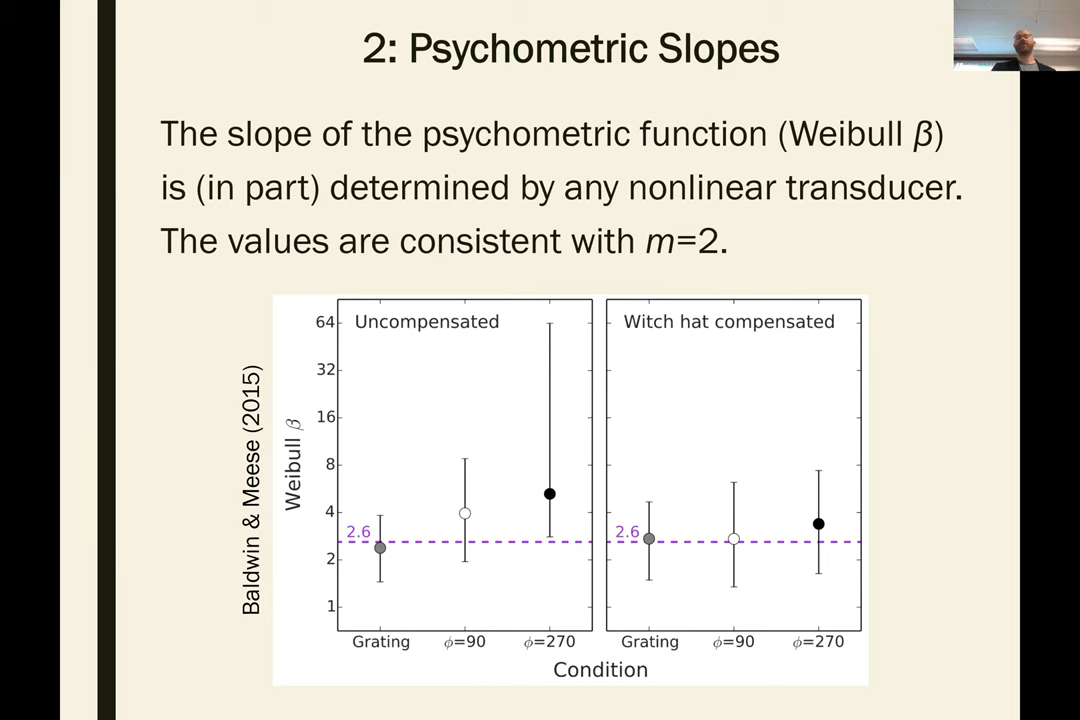 2: Psychometric Slopes
The slope of the psychometric function (Weibull β)
is (in part) determined by any nonlinear transducer.
The values are consistent with m=2.
Baldwin & Meese (2015)
Weibull β
64
32
16
8
4
2
1
Uncompensated
2.6
Grating
ϕ=90
ϕ=270
Witch hat compensated
2.6
Grating
ϕ=90
ϕ=270
Condition